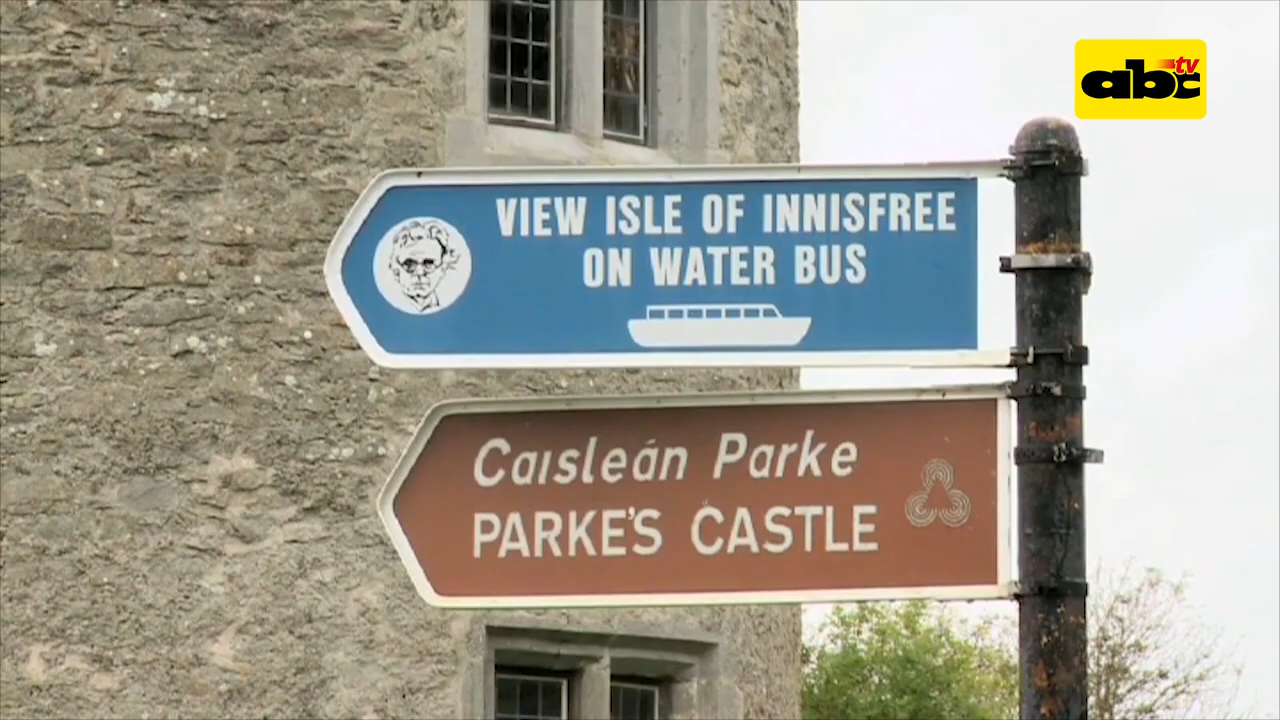 abc tv
VIEW ISLE OF INNISFREE
ON WATER BUS
Caisleán Parke
PARKE'S CASTLE